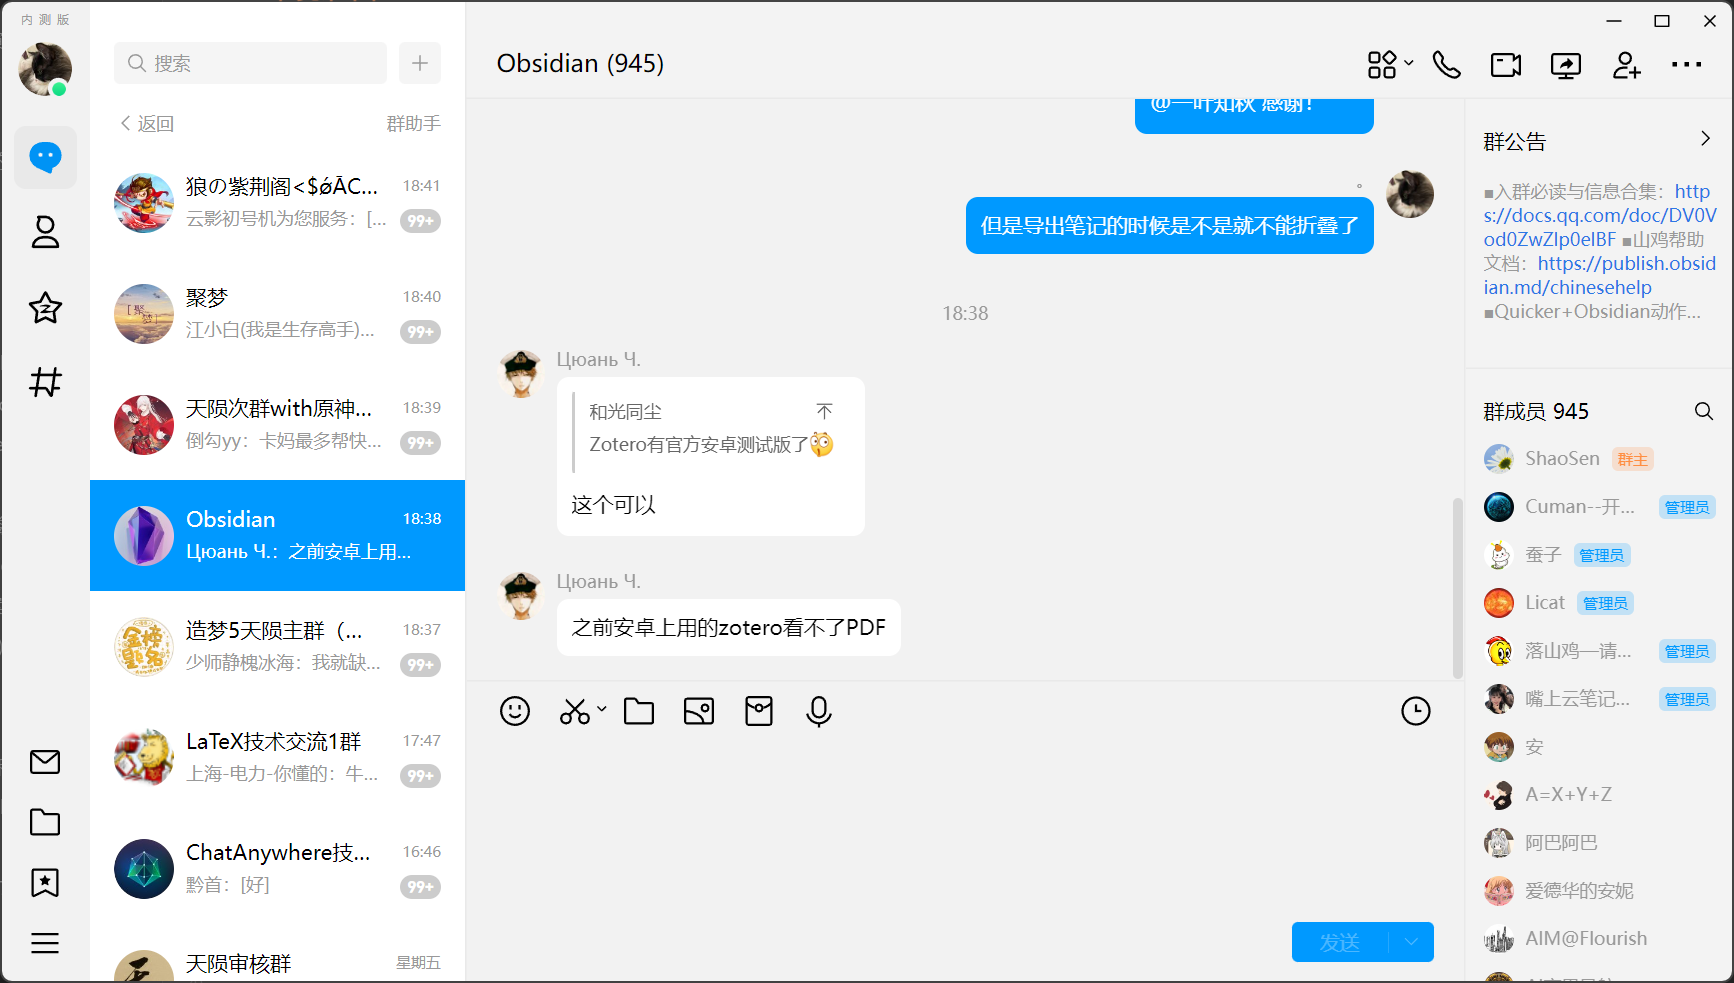 内测版
搜索
返回
群助手
狼の紫荆阁<$ǿÃC...
18:41
云影初号机为您服务：[...
99+
聚梦
18:40
江小白(我是生存高手)...
99+
天陨次群with原神...
18:39
倒勾yy：卡妈最多帮快...
99+
Obsidian
18:38
Цюань Ч.：之前安卓上用...
造梦5天陨主群（...
18:37
少师静槐冰海：我就缺...
99+
LaTeX技术交流1群
17:47
上海-电力-你懂的：牛...
99+
ChatAnywhere技...
16:46
黔首：[好]
99+
天陨审核群
星期五
Obsidian (945)
@一叶知秋 感谢！
。
但是导出笔记的时候是不是就不能折叠了
18:38
Цюань Ч.
和光同尘
Zotero有官方安卓测试版了
这个可以
Цюань Ч.
之前安卓上用的zotero看不了PDF
发送
群公告
■入群必读与信息合集：http
s://docs.qq.com/doc/DV0V
od0ZwZlp0elBF ■山鸡帮助
文档：https://publish.obsid
ian.md/chinesehelp
■Quicker+Obsidian动作...
群成员 945
ShaoSen 群主
Cuman--开... 管理员
蚕子 管理员
Licat 管理员
落山鸡—请... 管理员
嘴上云笔记... 管理员
安
A=X+Y+Z
阿巴阿巴
爱德华的安妮
AIM@Flourish